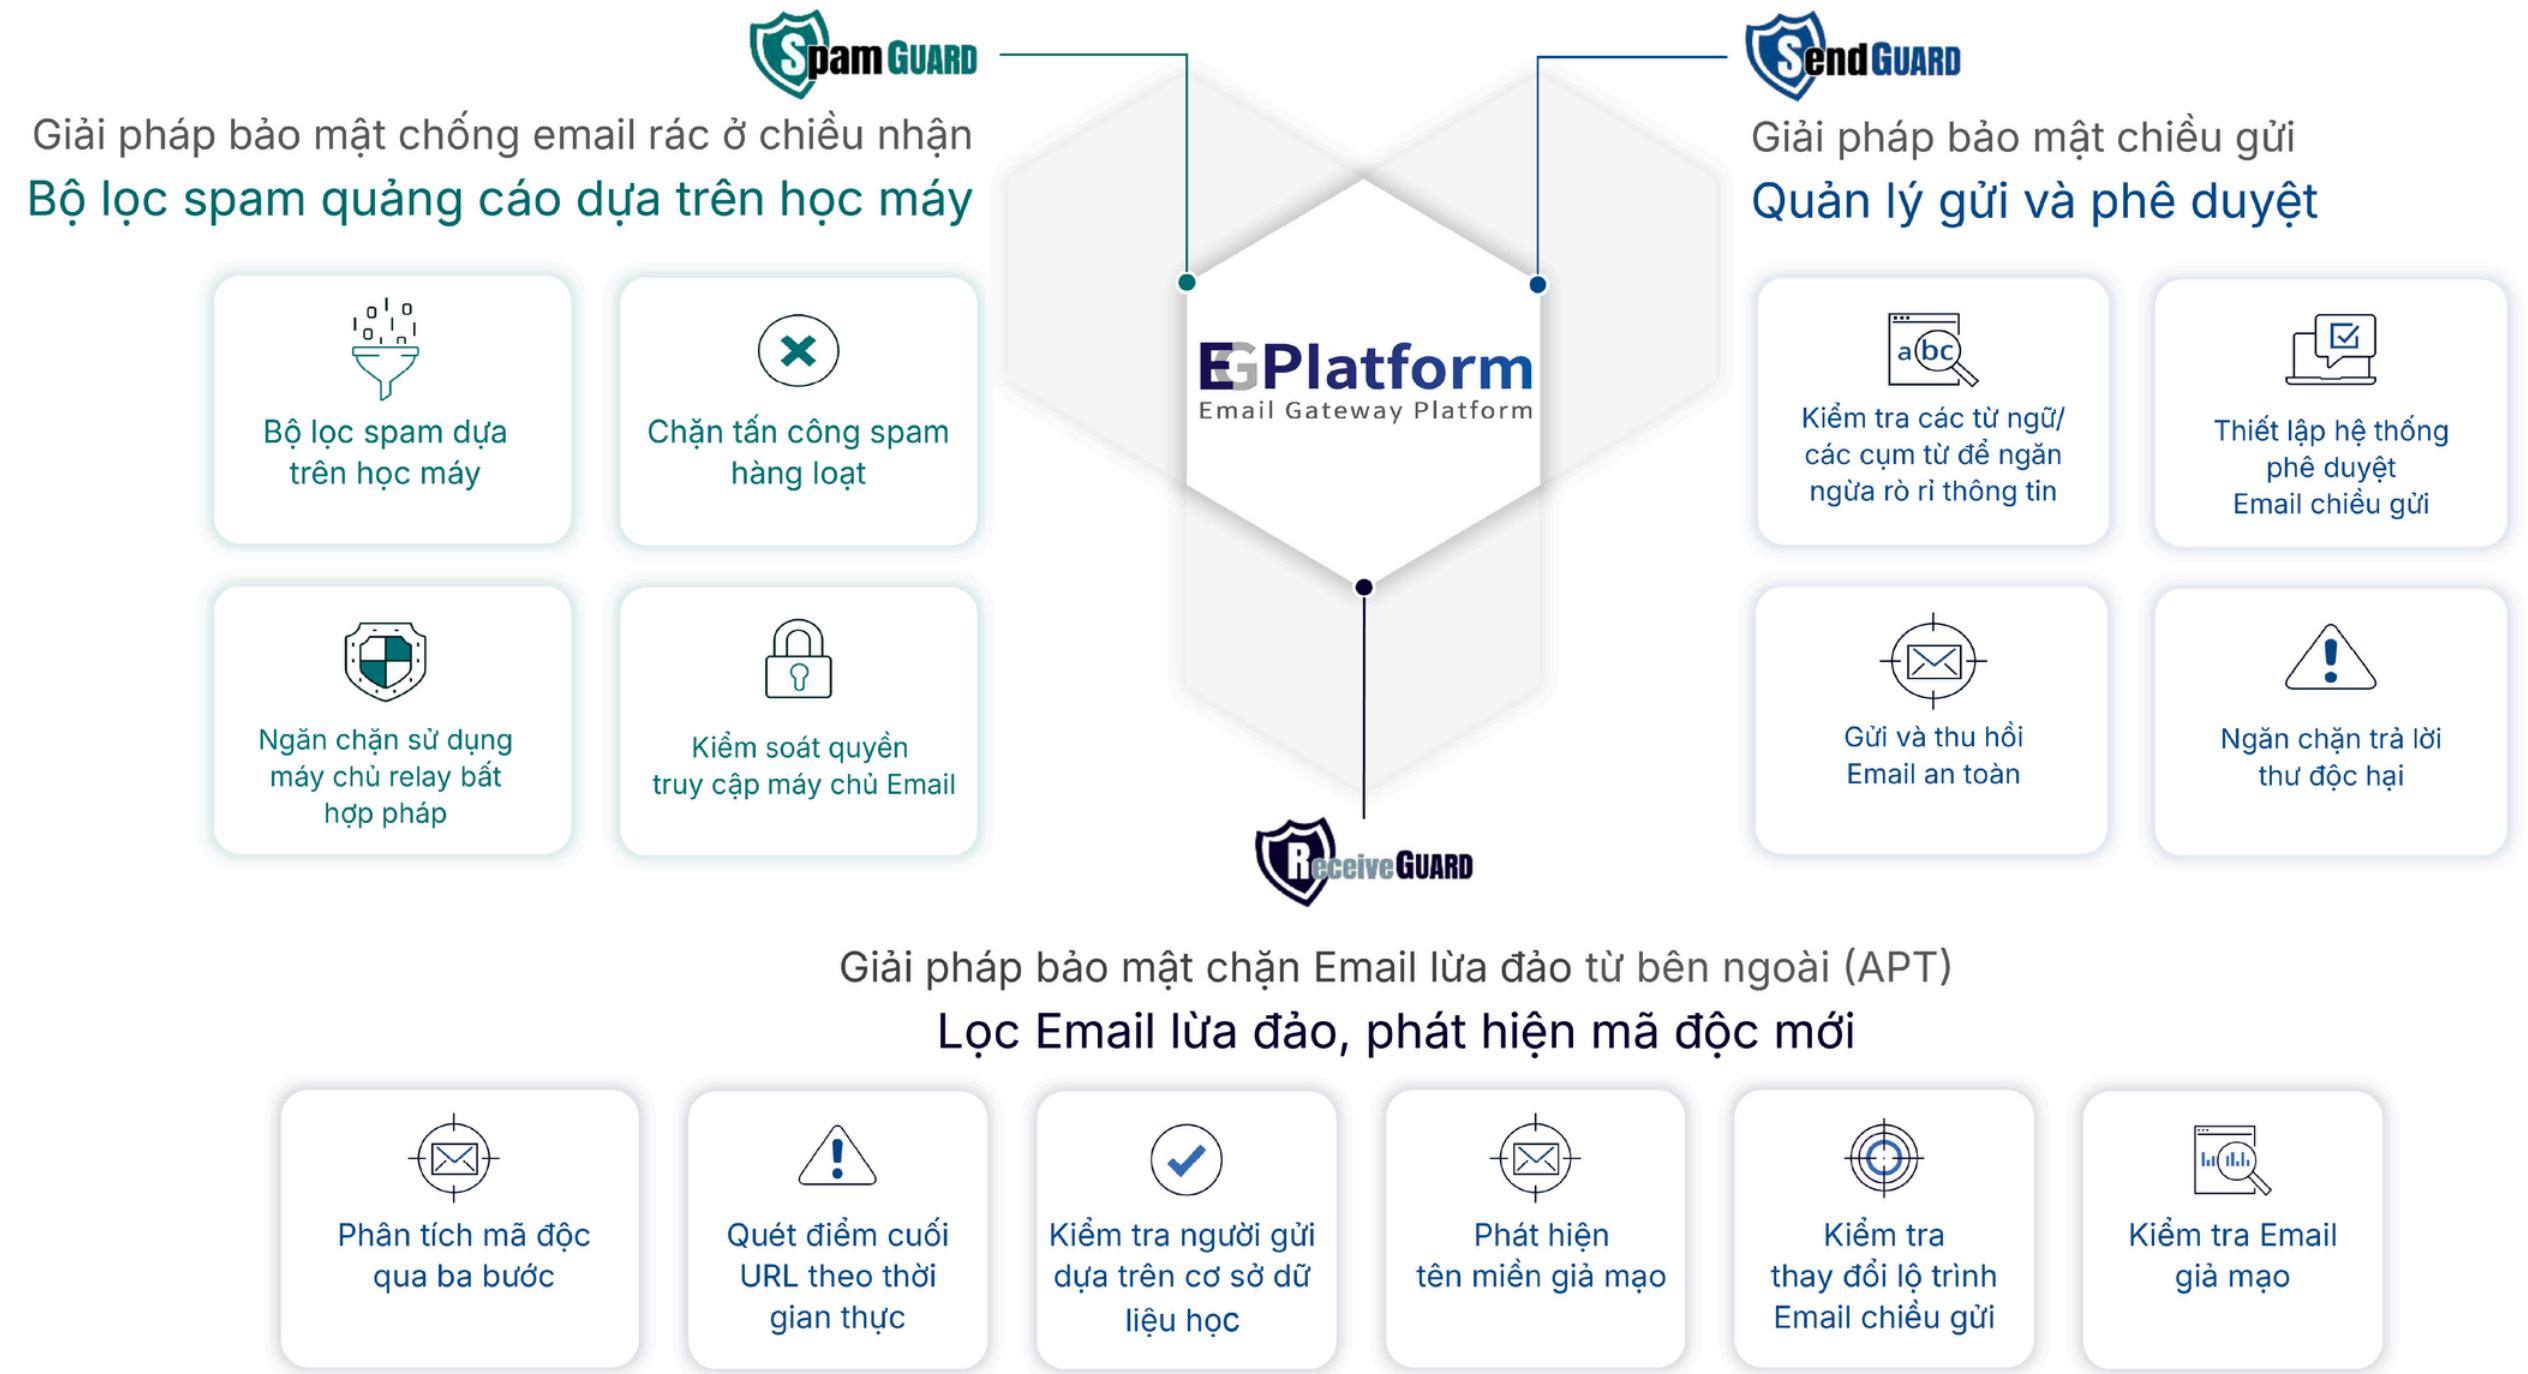 Spam GUARD
Giải pháp bảo mật chống email rác ở chiều nhận
Bộ lọc spam quảng cáo dựa trên học máy
Bộ lọc spam dựa
trên học máy
Chặn tấn công spam
hàng loạt
Ngăn chặn sử dụng
máy chủ relay bất
hợp pháp
Kiểm soát quyền
truy cập máy chủ Email
EGPlatform
Email Gateway Platform
Send GUARD
Giải pháp bảo mật chiều gửi
Quản lý gửi và phê duyệt
abc
Kiểm tra các từ ngữ/
các cụm từ để ngăn
ngừa rò rỉ thông tin
Thiết lập hệ thống
phê duyệt
Email chiều gửi
Gửi và thu hồi
Email an toàn
Ngăn chặn trả lời
thư độc hại
Receive GUARD
Giải pháp bảo mật chặn Email lừa đảo từ bên ngoài (APT)
Lọc Email lừa đảo, phát hiện mã độc mới
Phân tích mã độc
qua ba bước
Quét điểm cuối
URL theo thời
gian thực
Kiểm tra người gửi
dựa trên cơ sở dữ
liệu học
Phát hiện
tên miền giả mạo
Kiểm tra
thay đổi lộ trình
Email chiều gửi
Kiểm tra Email
giả mạo